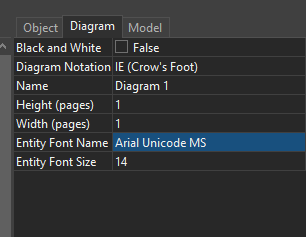 Object Diagram Model
Black and White False
Diagram Notation IE (Crow's Foot)
Name Diagram 1
Height (pages) 1
Width (pages) 1
Entity Font Name Arial Unicode MS
Entity Font Size 14